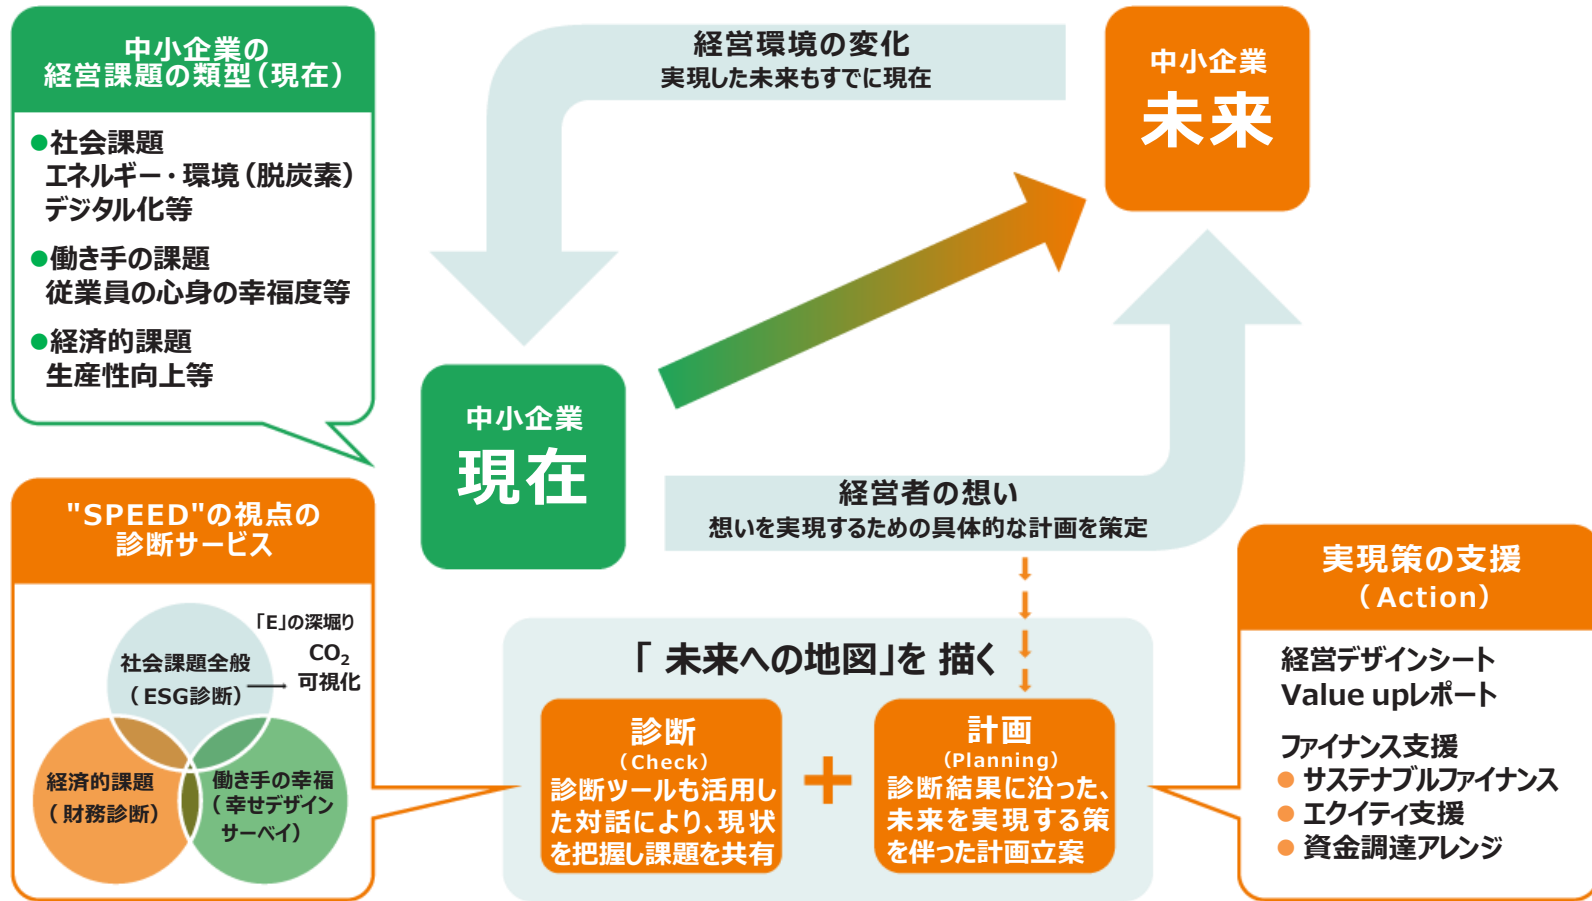 中小企業の
経営課題の類型（現在）
●社会課題
エネルギー・環境（脱炭素）
デジタル化等
●働き手の課題
従業員の心身の幸福度等
●経済的課題
生産性向上等
経営環境の変化
実現した未来もすでに現在
中小企業
未来
中小企業
現在
経営者の想い
想いを実現するための具体的な計画を策定
"SPEED"の視点の
診断サービス
「E」の深堀り
CO₂
可視化
社会課題全般
（ESG診断）
経済的課題
（財務診断）
働き手の幸福
（幸せデザイン
サーベイ）
「未来への地図」を 描く
診断
（Check）
診断ツールも活用し
た対話により、現状
を把握し課題を共有
＋
計画
（Planning）
診断結果に沿った、
未来を実現する策
を伴った計画立案
実現策の支援
（Action）
経営デザインシート
Value upレポート
ファイナンス支援
● サステナブルファイナンス
● エクイティ支援
● 資金調達アレンジ